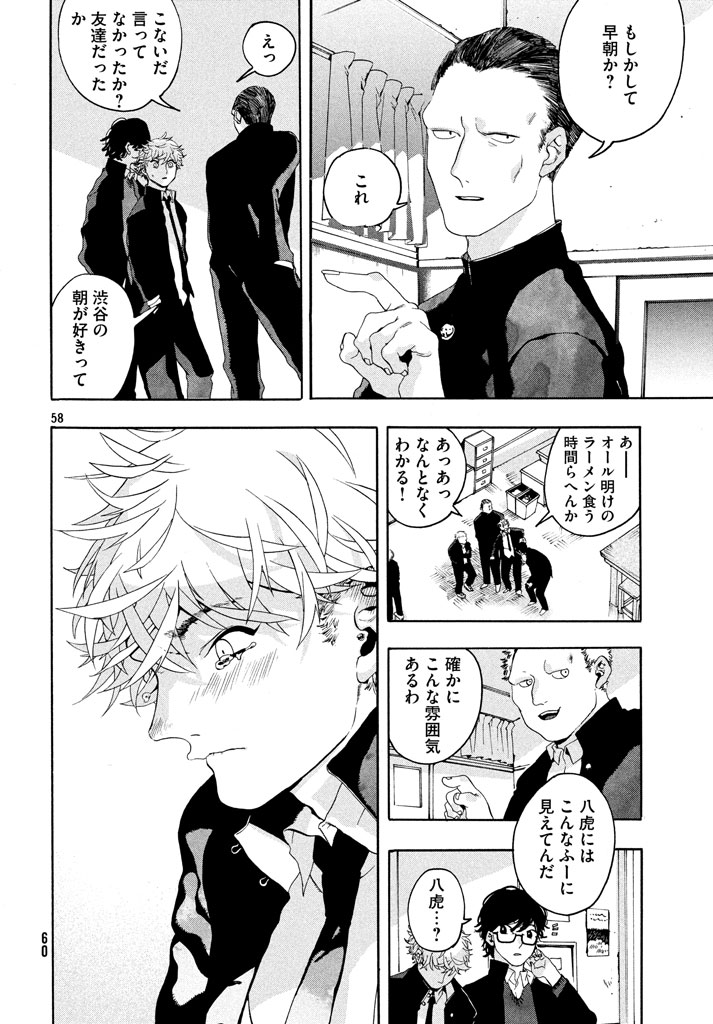 もしかして
早朝か?
これ
えっ
こないだ
言って
なかったか?
友達だった
か
渋谷の
朝が好きって
58
あー
オール明けの
ラーメン食う
時間らへんか
あっあっ
なんとなく
わかる!
確かに
こんな雰囲気
あるわ
八虎には
こんなふーに
見えてんだ
八虎…?
60